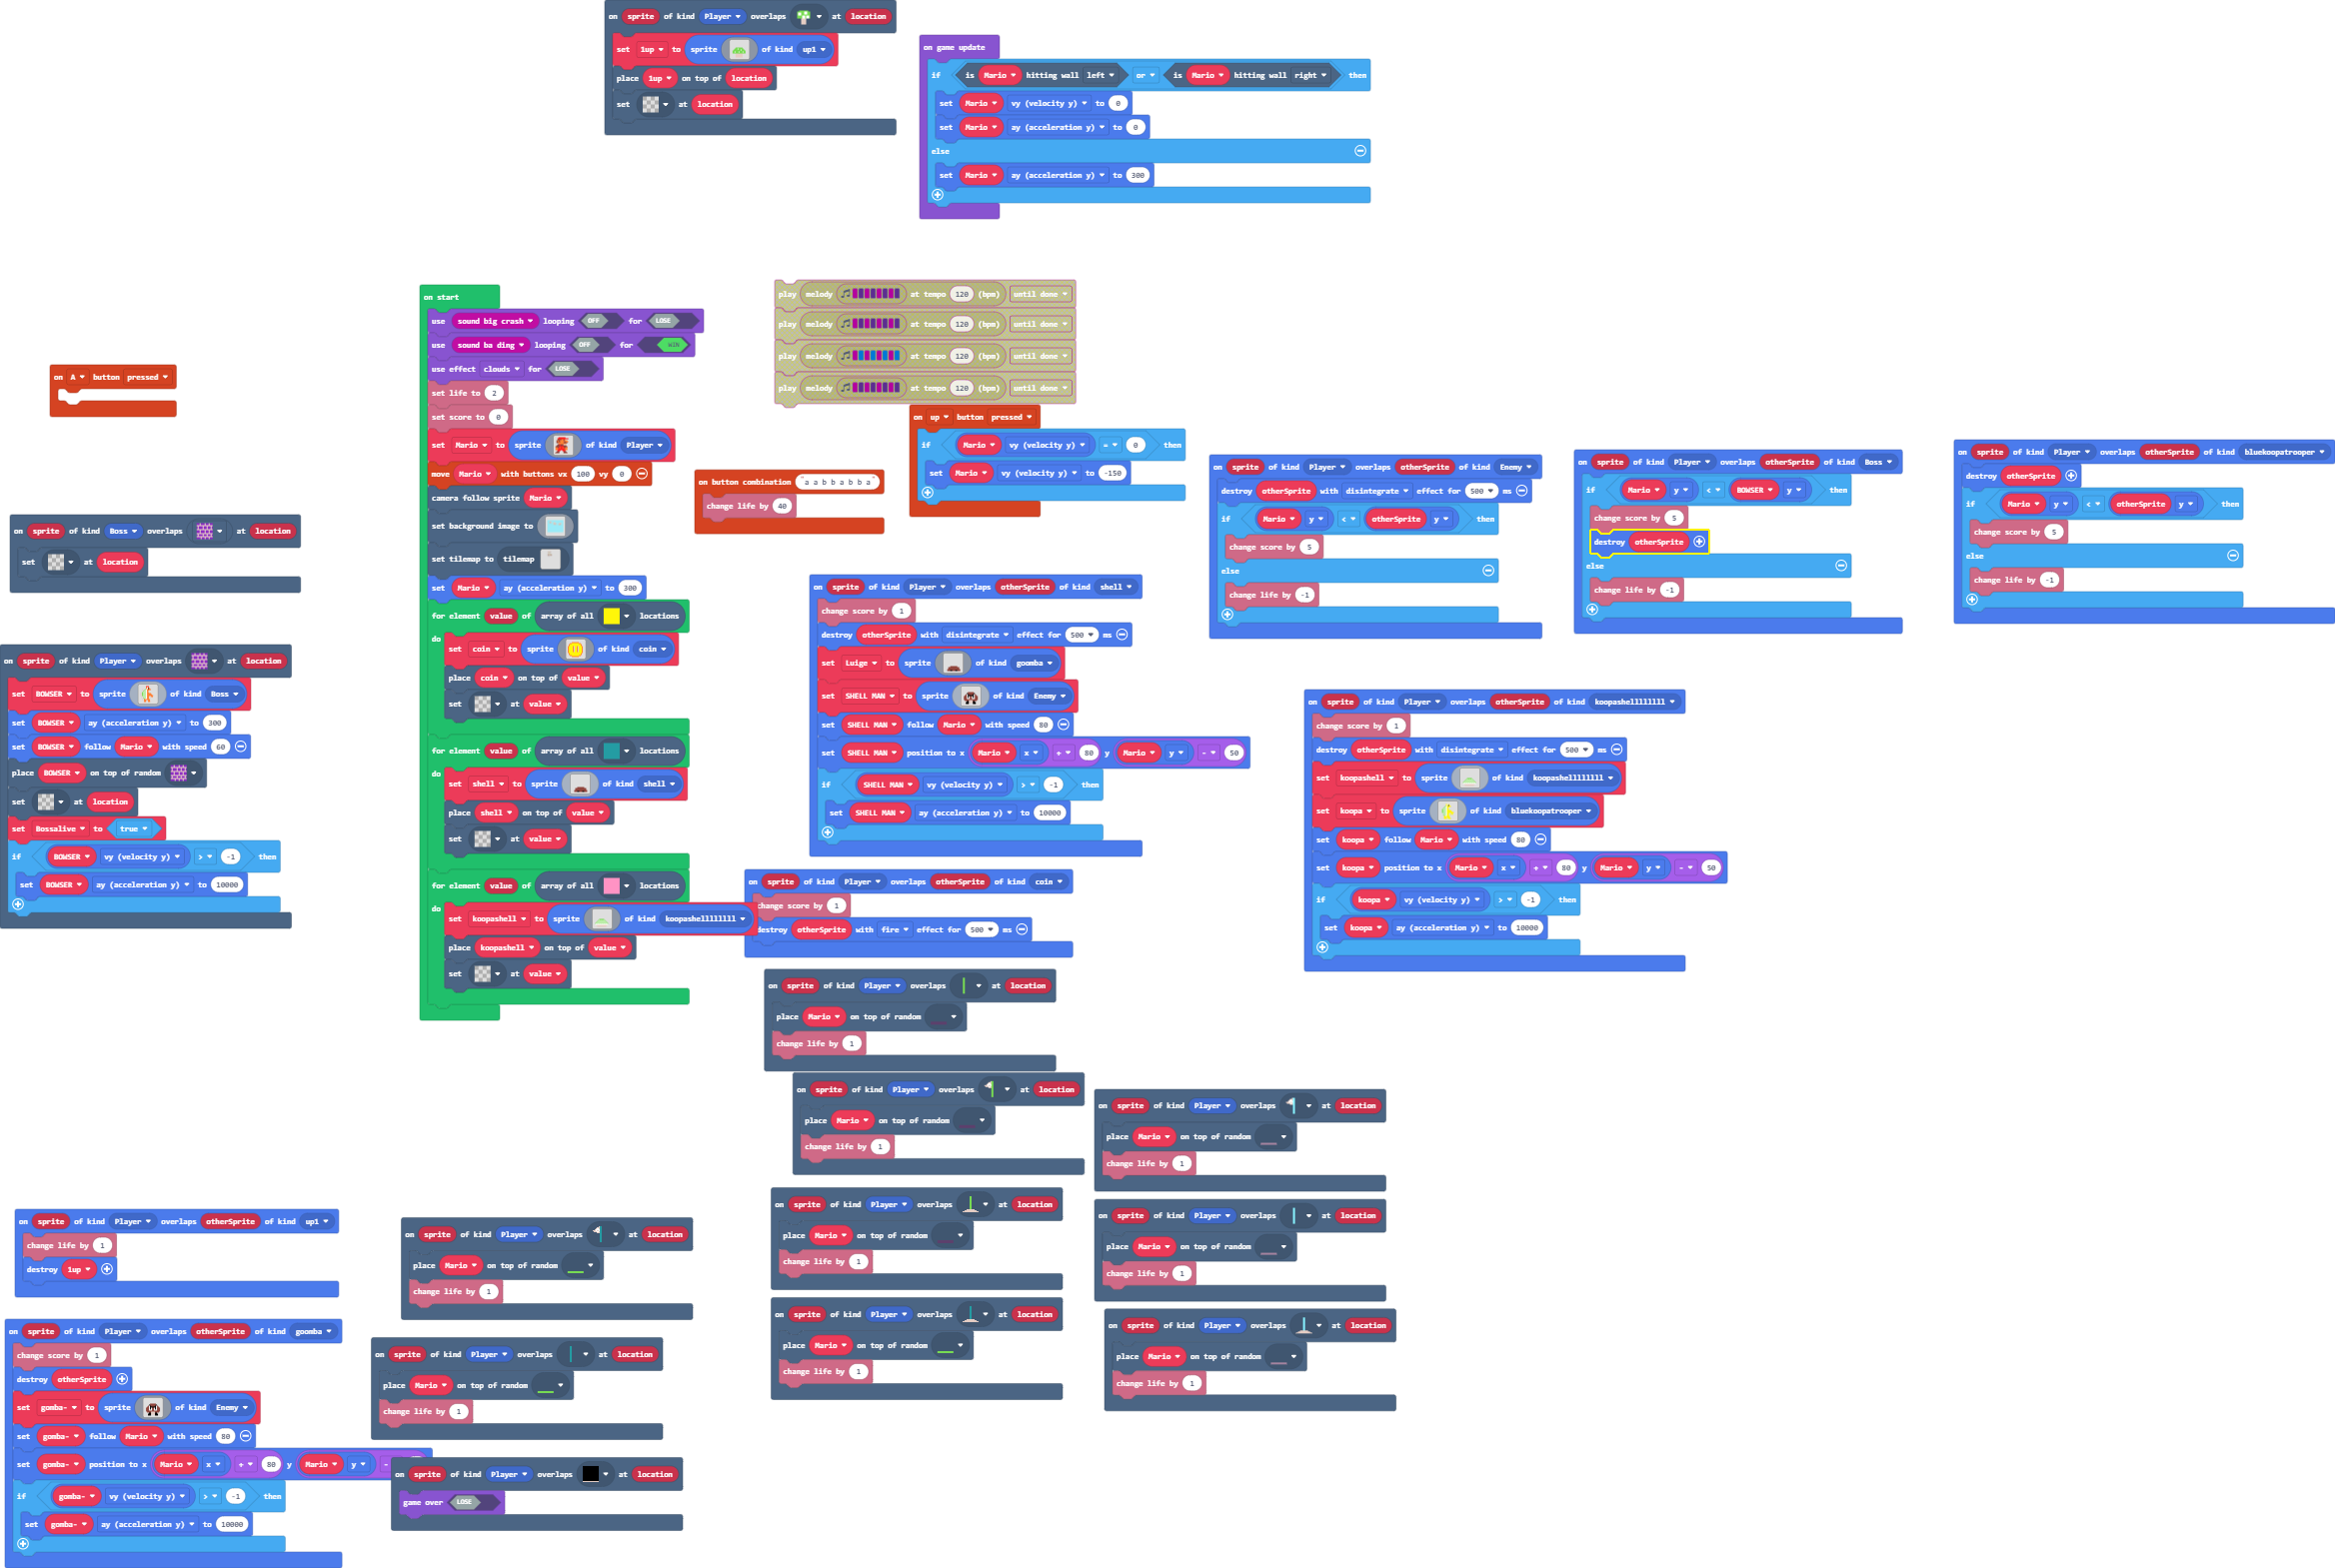 on sprite of kind Player overlaps at location
set 1up to sprite of kind up1
place 1up on top of location
set at location
on game update
if is Mario hitting wall left or is Mario hitting wall right then
set Mario vy (velocity y) to 0
set Mario ay (acceleration y) to 0
else
set Mario ay (acceleration y) to 300
on A button pressed
on sprite of kind Boss overlaps at location
set at location
on sprite of kind Player overlaps at location
set BOWSER to sprite of kind Boss
set BOWSER ay (acceleration y) to 300
set BOWSER follow Mario with speed 60
place BOWSER on top of random
set at location
set Bossalive to true
if BOWSER vy (velocity y) > -1 then
set BOWSER ay (acceleration y) to 10000
on start
use sound big crash looping OFF for LOSE
use sound ba ding looping OFF for WIN
use effect clouds for LOSE
set life to 2
set score to 0
set Mario to sprite of kind Player
move Mario with buttons vx 100 vy 0
camera follow sprite Mario
set background image to
set tilemap to tilemap
set Mario ay (acceleration y) to 300
for element value of array of all locations
do set coin to sprite of kind coin
place coin on top of value
set at value
for element value of array of all locations
do set shell to sprite of kind shell
place shell on top of value
set at value
for element value of array of all locations
do set koopashell to sprite of kind koopashelllllllll
place koopashell on top of value
set at value
play melody at tempo 120 (bpm) until done
play melody at tempo 120 (bpm) until done
play melody at tempo 120 (bpm) until done
play melody at tempo 120 (bpm) until done
on up button pressed
if Mario vy (velocity y) = 0 then
set Mario vy (velocity y) to -150
on button combination "a a b b a b b a"
change life by 40
on sprite of kind Player overlaps otherSprite of kind shell
change score by 1
destroy otherSprite with disintegrate effect for 500 ms
set Luige to sprite of kind goomba
set SHELL MAN to sprite of kind Enemy
set SHELL MAN follow Mario with speed 80
set SHELL MAN position to x Mario x + 80 y Mario y - 50
if SHELL MAN vy (velocity y) > -1 then
set SHELL MAN ay (acceleration y) to 10000
on sprite of kind Player overlaps otherSprite of kind Enemy
destroy otherSprite with disintegrate effect for 500 ms
if Mario y < otherSprite y then
change score by 5
else
change life by -1
on sprite of kind Player overlaps otherSprite of kind Boss
if Mario y < BOWSER y then
change score by 5
destroy otherSprite
else
change life by -1
on sprite of kind Player overlaps otherSprite of kind bluekoopatrooper
destroy otherSprite
if Mario y < otherSprite y then
change score by 5
else
change life by -1
on sprite of kind Player overlaps otherSprite of kind koopashelllllllll
change score by 1
destroy otherSprite with disintegrate effect for 500 ms
set koopashell to sprite of kind koopashelllllllll
set koopa to sprite of kind bluekoopatrooper
set koopa follow Mario with speed 80
set koopa position to x Mario x + 80 y Mario y - 50
if koopa vy (velocity y) > -1 then
set koopa ay (acceleration y) to 10000
on sprite of kind Player overlaps otherSprite of kind coin
change score by 1
destroy otherSprite with fire effect for 500 ms
on sprite of kind Player overlaps at location
place Mario on top of random
change life by 1
on sprite of kind Player overlaps at location
place Mario on top of random
change life by 1
on sprite of kind Player overlaps at location
place Mario on top of random
change life by 1
on sprite of kind Player overlaps at location
place Mario on top of random
change life by 1
on sprite of kind Player overlaps at location
place Mario on top of random
change life by 1
on sprite of kind Player overlaps at location
place Mario on top of random
change life by 1
on sprite of kind Player overlaps at location
place Mario on top of random
change life by 1
on sprite of kind Player overlaps otherSprite of kind up1
change life by 1
destroy 1up
on sprite of kind Player overlaps at location
place Mario on top of random
change life by 1
on sprite of kind Player overlaps at location
place Mario on top of random
change life by 1
on sprite of kind Player overlaps otherSprite of kind goomba
change score by 1
destroy otherSprite
set gomba- to sprite of kind Enemy
set gomba- follow Mario with speed 80
set gomba- position to x Mario x + 80 y Mario y -
if gomba- vy (velocity y) > -1 then
set gomba- ay (acceleration y) to 10000
on sprite of kind Player overlaps at location
game over LOSE